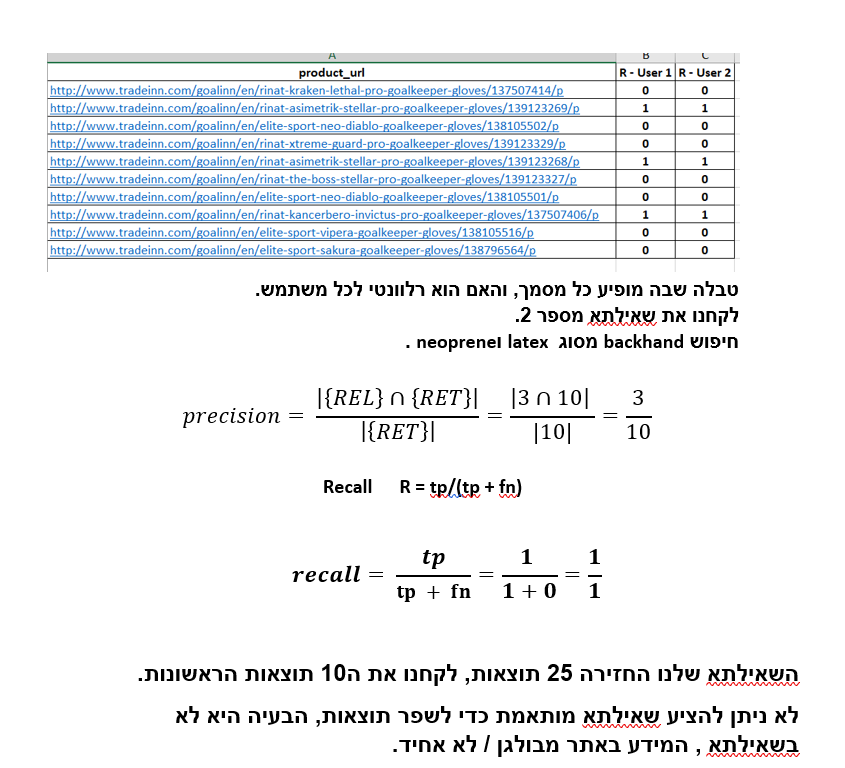 A B C
product_url R - User 1 R - User 2
http://www.tradeinn.com/goalinn/en/rinat-kraken-lethal-pro-goalkeeper-gloves/137507414/p 0 0
http://www.tradeinn.com/goalinn/en/rinat-asimetrik-stellar-pro-goalkeeper-gloves/139123269/p 1 1
http://www.tradeinn.com/goalinn/en/elite-sport-neo-diablo-goalkeeper-gloves/138105502/p 0 0
http://www.tradeinn.com/goalinn/en/rinat-xtreme-guard-pro-goalkeeper-gloves/139123329/p 0 0
http://www.tradeinn.com/goalinn/en/rinat-asimetrik-stellar-pro-goalkeeper-gloves/139123268/p 1 1
http://www.tradeinn.com/goalinn/en/rinat-the-boss-stellar-pro-goalkeeper-gloves/139123327/p 0 0
http://www.tradeinn.com/goalinn/en/elite-sport-neo-diablo-goalkeeper-gloves/138105501/p 0 0
http://www.tradeinn.com/goalinn/en/rinat-kancerbero-invictus-pro-goalkeeper-gloves/137507406/p 1 1
http://www.tradeinn.com/goalinn/en/elite-sport-vipera-goalkeeper-gloves/138105516/p 0 0
http://www.tradeinn.com/goalinn/en/elite-sport-sakura-goalkeeper-gloves/138796564/p 0 0
טבלה שבה מופיע כל מסמך, והאם הוא רלוונטי לכל משתמש.
לקחנו את שאילתא מספר 2.
חיפוש backhand מסוג latex וneoprene .
precision = |{REL} ∩ {RET}| / |{RET}| = |3 ∩ 10| / |10| = 3 / 10
Recall R = tp/(tp + fn)
recall = tp / tp + fn = 1 / 1 + 0 = 1 / 1
השאילתא שלנו החזירה 25 תוצאות, לקחנו את ה10 תוצאות הראשונות.
לא ניתן להציע שאילתא מותאמת כדי לשפר תוצאות, הבעיה היא לא
בשאילתא , המידע באתר מבולגן / לא אחיד.